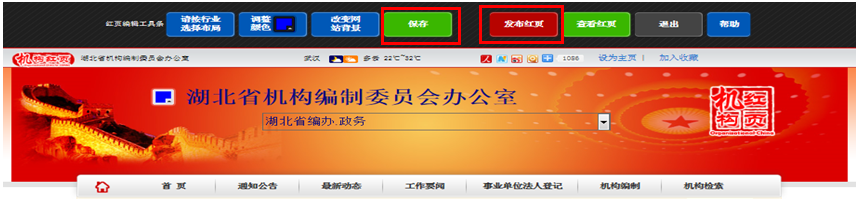 红页编辑工具条 请按行业选择布局 调整颜色 改变网站背景 保存 发布红页 查看红页 退出 帮助
机构红页 湖北省机构编制委员会办公室 武汉 多云 22℃~32℃ 1086 设为主页 | 加入收藏
湖北省机构编制委员会办公室
湖北省编办.政务
机构红页
Organizational China
首 页 通知公告 最新动态 工作要闻 事业单位法人登记 机构编制 机构检索